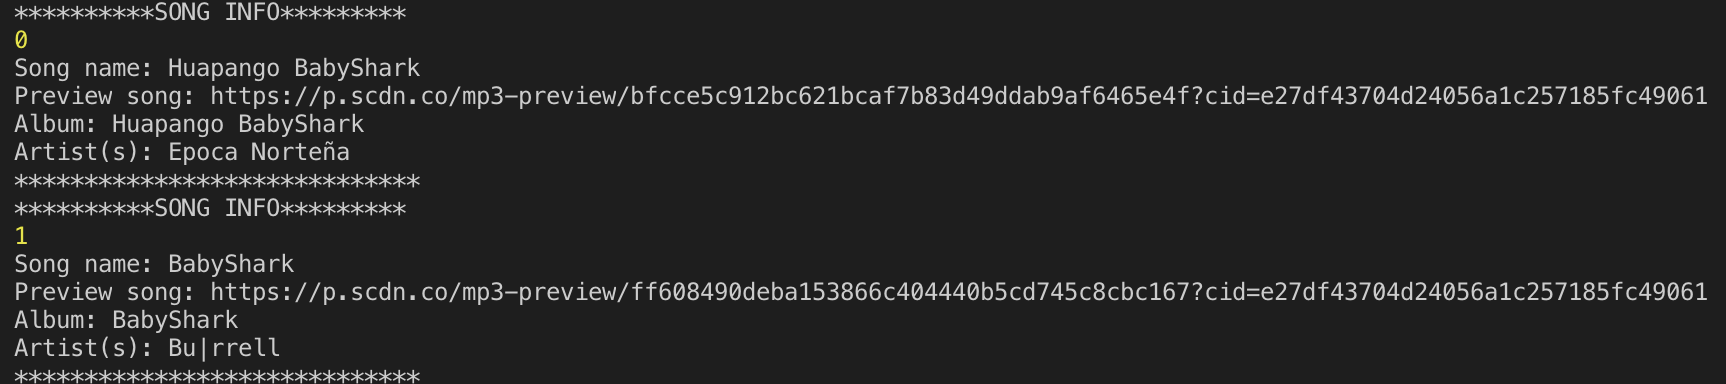 **********SONG INFO*********
0
Song name: Huapango BabyShark
Preview song: https://p.scdn.co/mp3-preview/bfcce5c912bc621bcaf7b83d49ddab9af6465e4f?cid=e27df43704d24056a1c257185fc49061
Album: Huapango BabyShark
Artist(s): Epoca Norteña
*****************************
**********SONG INFO*********
1
Song name: BabyShark
Preview song: https://p.scdn.co/mp3-preview/ff608490deba153866c404440b5cd745c8cbc167?cid=e27df43704d24056a1c257185fc49061
Album: BabyShark
Artist(s): Bu|rrell
*****************************